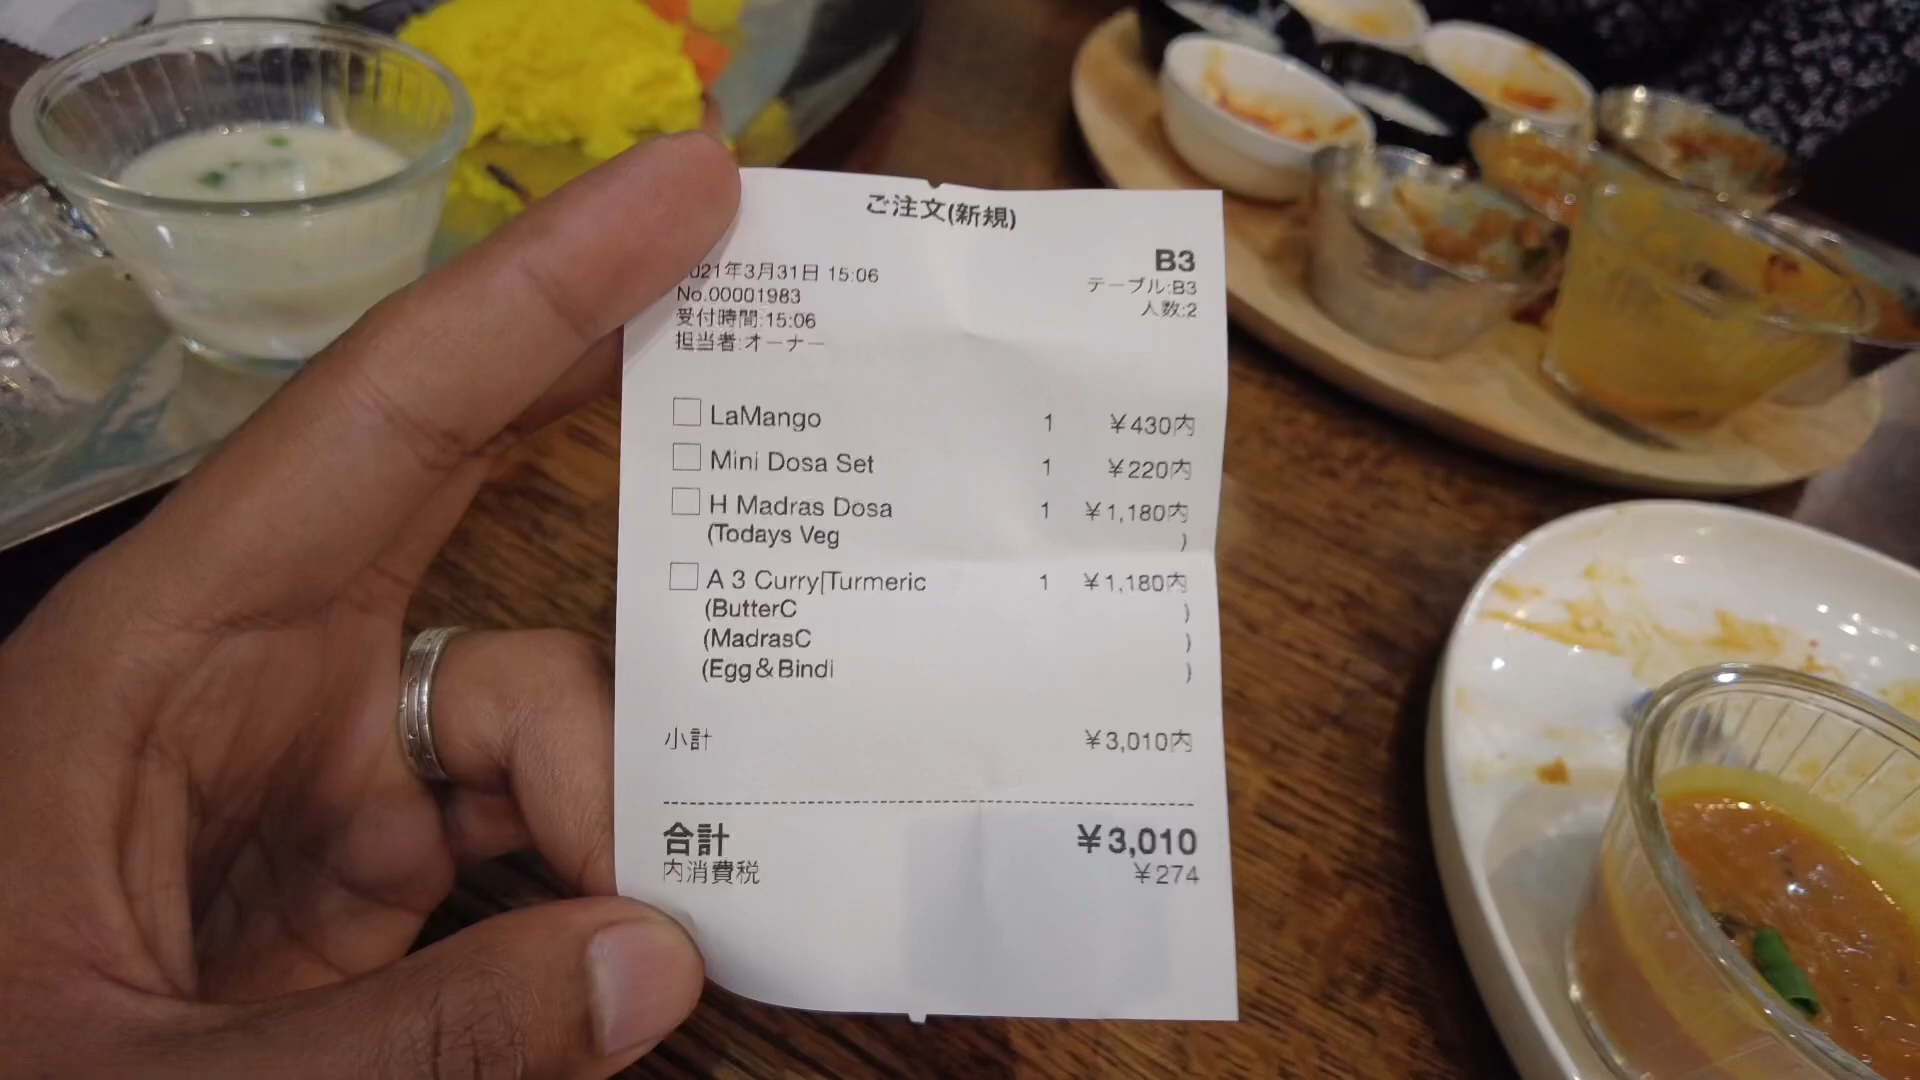 ご注文(新規)
B3
021年3月31日 15:06
テーブル:B3
No.00001983
人数:2
受付時間:15:06
担当者:オーナー
LaMango 1 ¥430内
Mini Dosa Set 1 ¥220内
H Madras Dosa 1 ¥1,180内
(Todays Veg )
A 3 Curry|Turmeric 1 ¥1,180内
(ButterC )
(MadrasC )
(Egg&Bindi )
小計 ¥3,010内
合計 ¥3,010
内消費税 ¥274